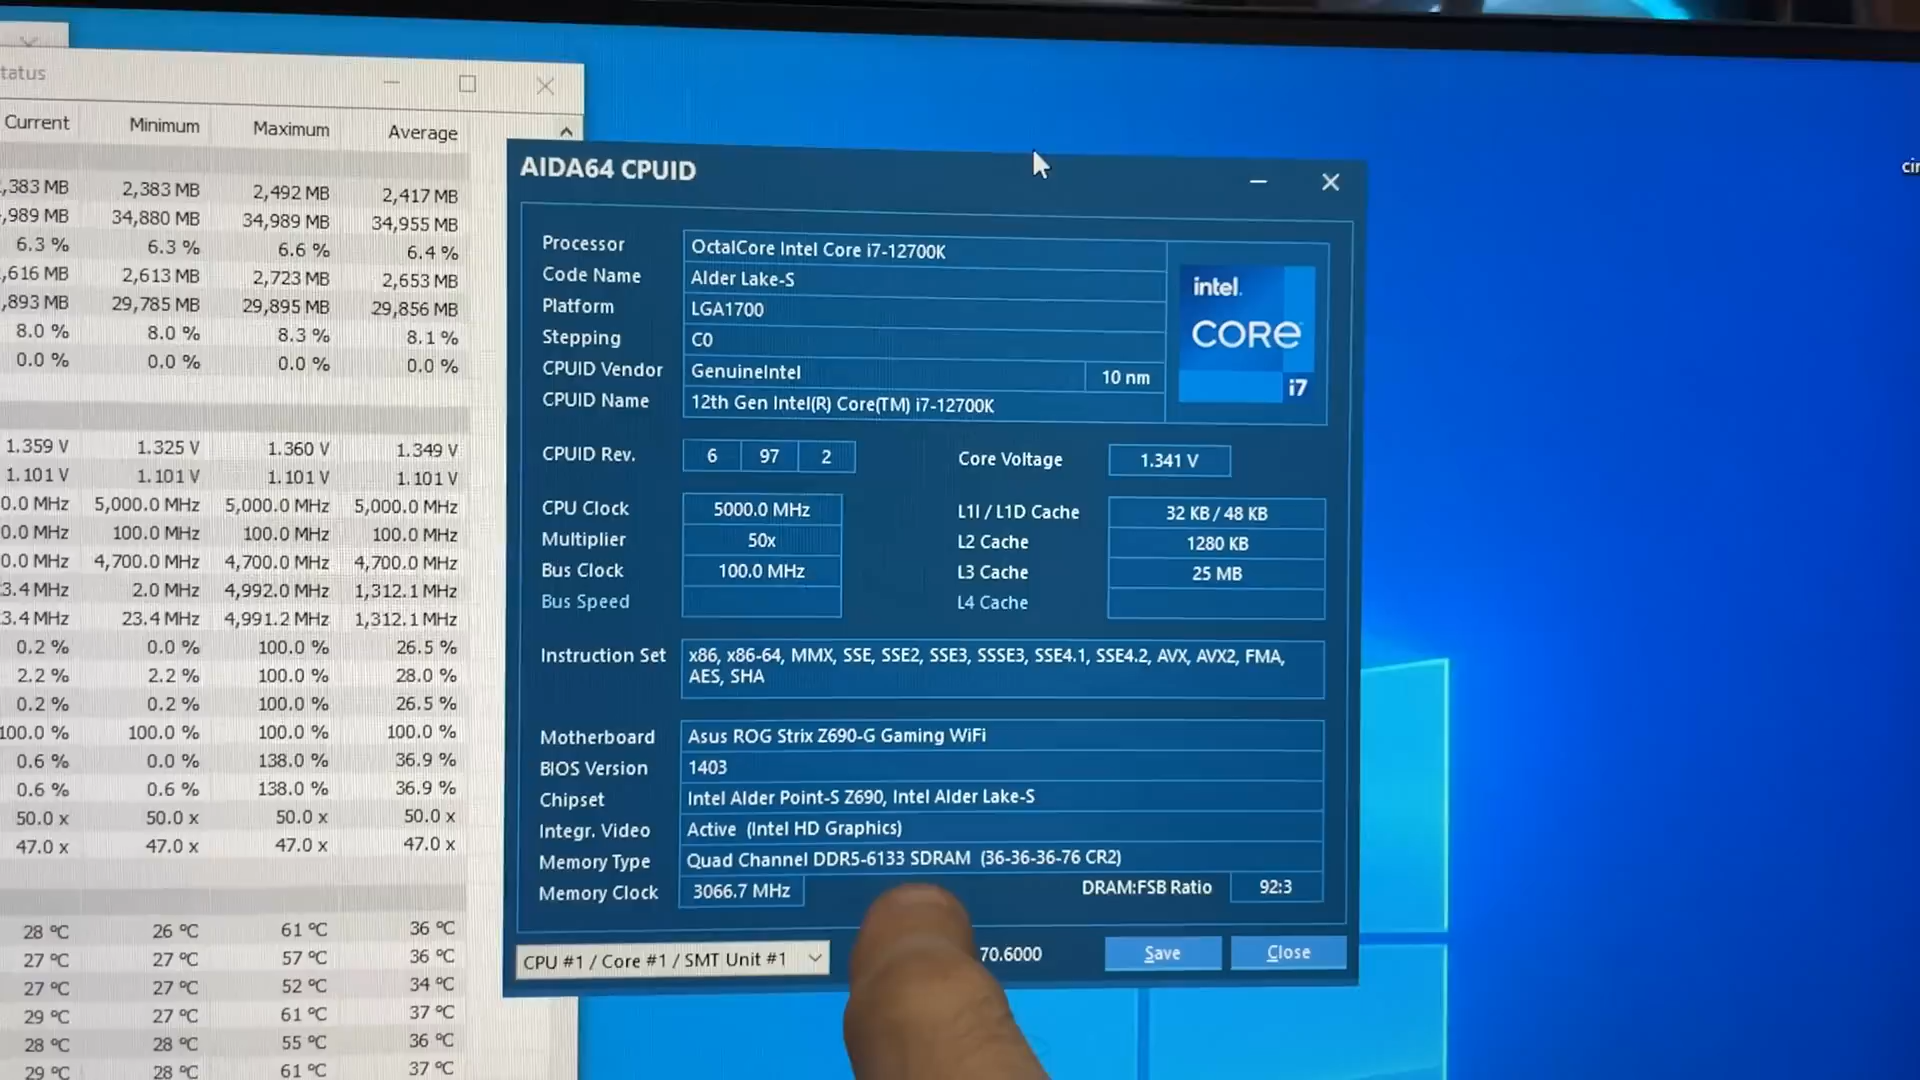 tatus
Current Minimum Maximum Average
,383 MB 2,383 MB 2,492 MB 2,417 MB
,989 MB 34,880 MB 34,989 MB 34,955 MB
6.3 % 6.3 % 6.6 % 6.4 %
,616 MB 2,613 MB 2,723 MB 2,653 MB
,893 MB 29,785 MB 29,895 MB 29,856 MB
8.0 % 8.0 % 8.3 % 8.1 %
0.0 % 0.0 % 0.0 % 0.0 %
1.359 V 1.325 V 1.360 V 1.349 V
1.101 V 1.101 V 1.101 V 1.101 V
0.0 MHz 5,000.0 MHz 5,000.0 MHz 5,000.0 MHz
0.0 MHz 100.0 MHz 100.0 MHz 100.0 MHz
0.0 MHz 4,700.0 MHz 4,700.0 MHz 4,700.0 MHz
3.4 MHz 2.0 MHz 4,992.0 MHz 1,312.1 MHz
3.4 MHz 23.4 MHz 4,991.2 MHz 1,312.1 MHz
0.2 % 0.0 % 100.0 % 26.5 %
2.2 % 2.2 % 100.0 % 28.0 %
0.2 % 0.2 % 100.0 % 26.5 %
100.0 % 100.0 % 100.0 % 100.0 %
0.6 % 0.0 % 138.0 % 36.9 %
0.6 % 0.6 % 138.0 % 36.9 %
50.0 x 50.0 x 50.0 x 50.0 x
47.0 x 47.0 x 47.0 x 47.0 x
28 °C 26 °C 61 °C 36 °C
27 °C 27 °C 57 °C 36 °C
27 °C 27 °C 52 °C 34 °C
29 °C 27 °C 61 °C 37 °C
28 °C 28 °C 55 °C 36 °C
29 °C 28 °C 61 °C 37 °C
AIDA64 CPUID
Processor OctalCore Intel Core i7-12700K
Code Name Alder Lake-S
Platform LGA1700
Stepping C0
CPUID Vendor GenuineIntel 10 nm
CPUID Name 12th Gen Intel(R) Core(TM) i7-12700K
intel.
CORE
i7
CPUID Rev. 6 97 2 Core Voltage 1.341 V
CPU Clock 5000.0 MHz L1I / L1D Cache 32 KB / 48 KB
Multiplier 50x L2 Cache 1280 KB
Bus Clock 100.0 MHz L3 Cache 25 MB
Bus Speed L4 Cache
Instruction Set x86, x86-64, MMX, SSE, SSE2, SSE3, SSSE3, SSE4.1, SSE4.2, AVX, AVX2, FMA,
AES, SHA
Motherboard Asus ROG Strix Z690-G Gaming WiFi
BIOS Version 1403
Chipset Intel Alder Point-S Z690, Intel Alder Lake-S
Integr. Video Active (Intel HD Graphics)
Memory Type Quad Channel DDR5-6133 SDRAM (36-36-36-76 CR2)
Memory Clock 3066.7 MHz DRAM:FSB Ratio 92:3
CPU #1 / Core #1 / SMT Unit #1 70.6000 Save Close